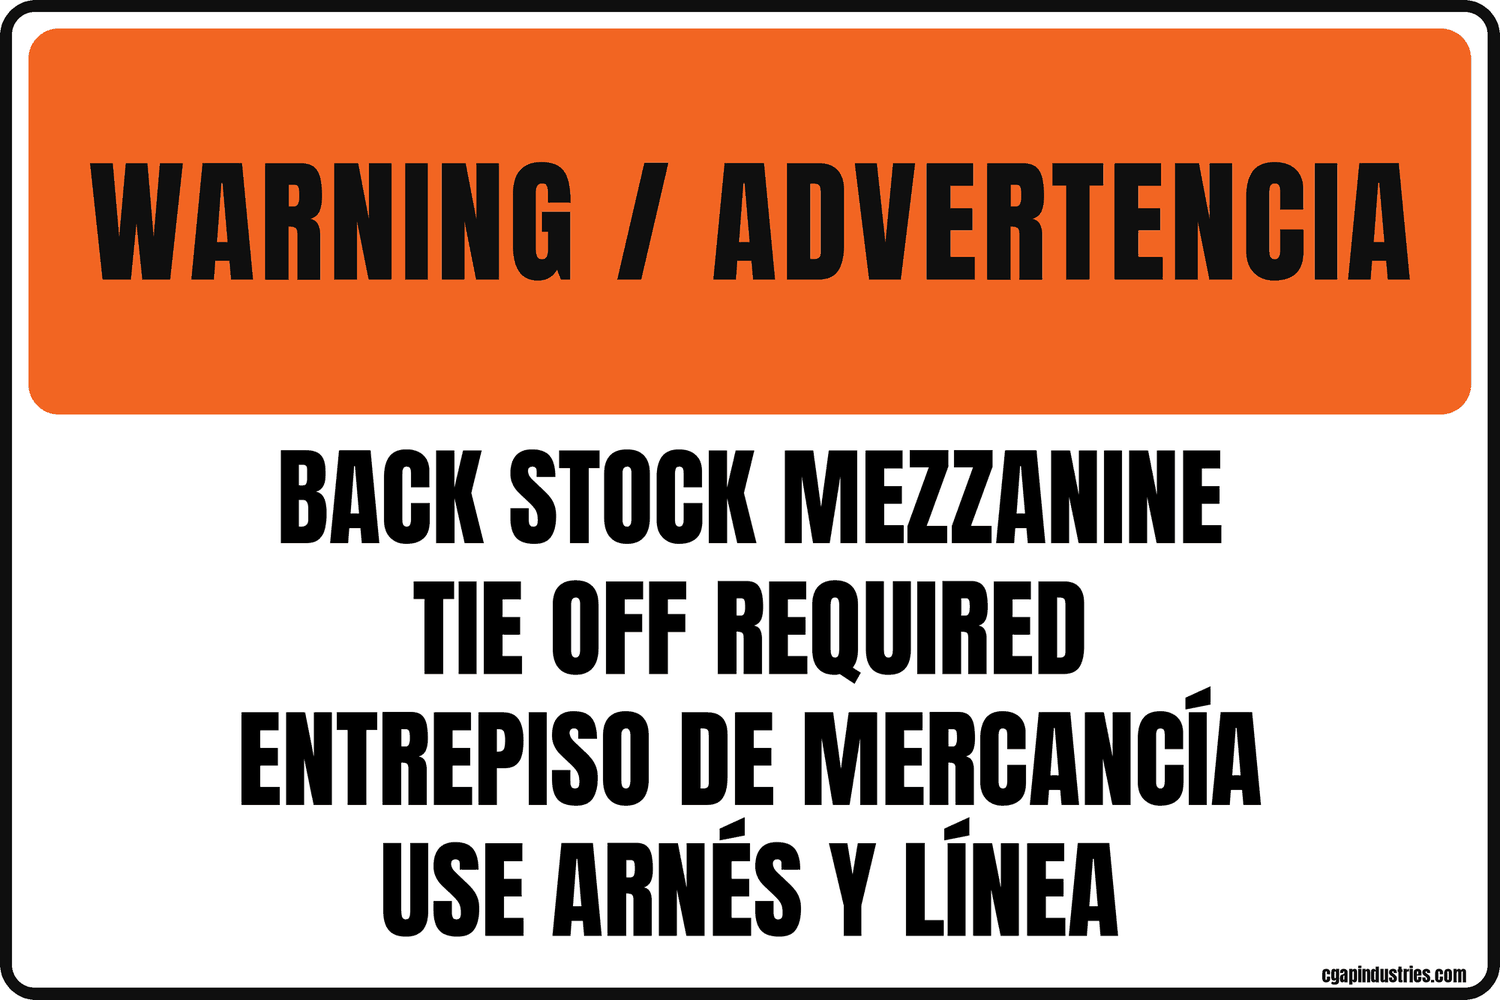 WARNING / ADVERTENCIA
BACK STOCK MEZZANINE
TIE OFF REQUIRED
ENTREPISO DE MERCANCÍA
USE ARNÉS Y LÍNEA
cgapindustries.com